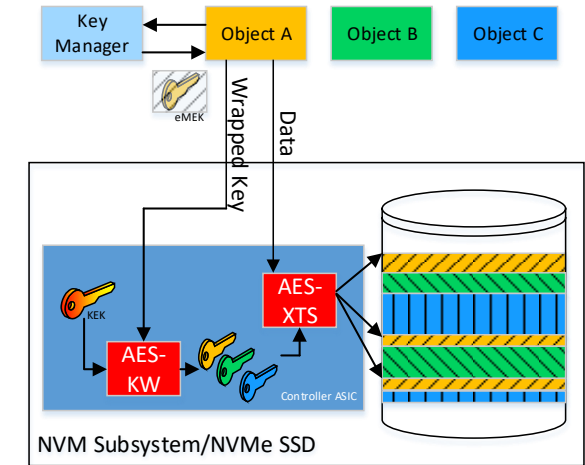 Key
Manager
Object A
Object B
Object C
eMEK
Wrapped Key
Data
KEK
AES-
KW
AES-
XTS
Controller ASIC
NVM Subsystem/NVMe SSD